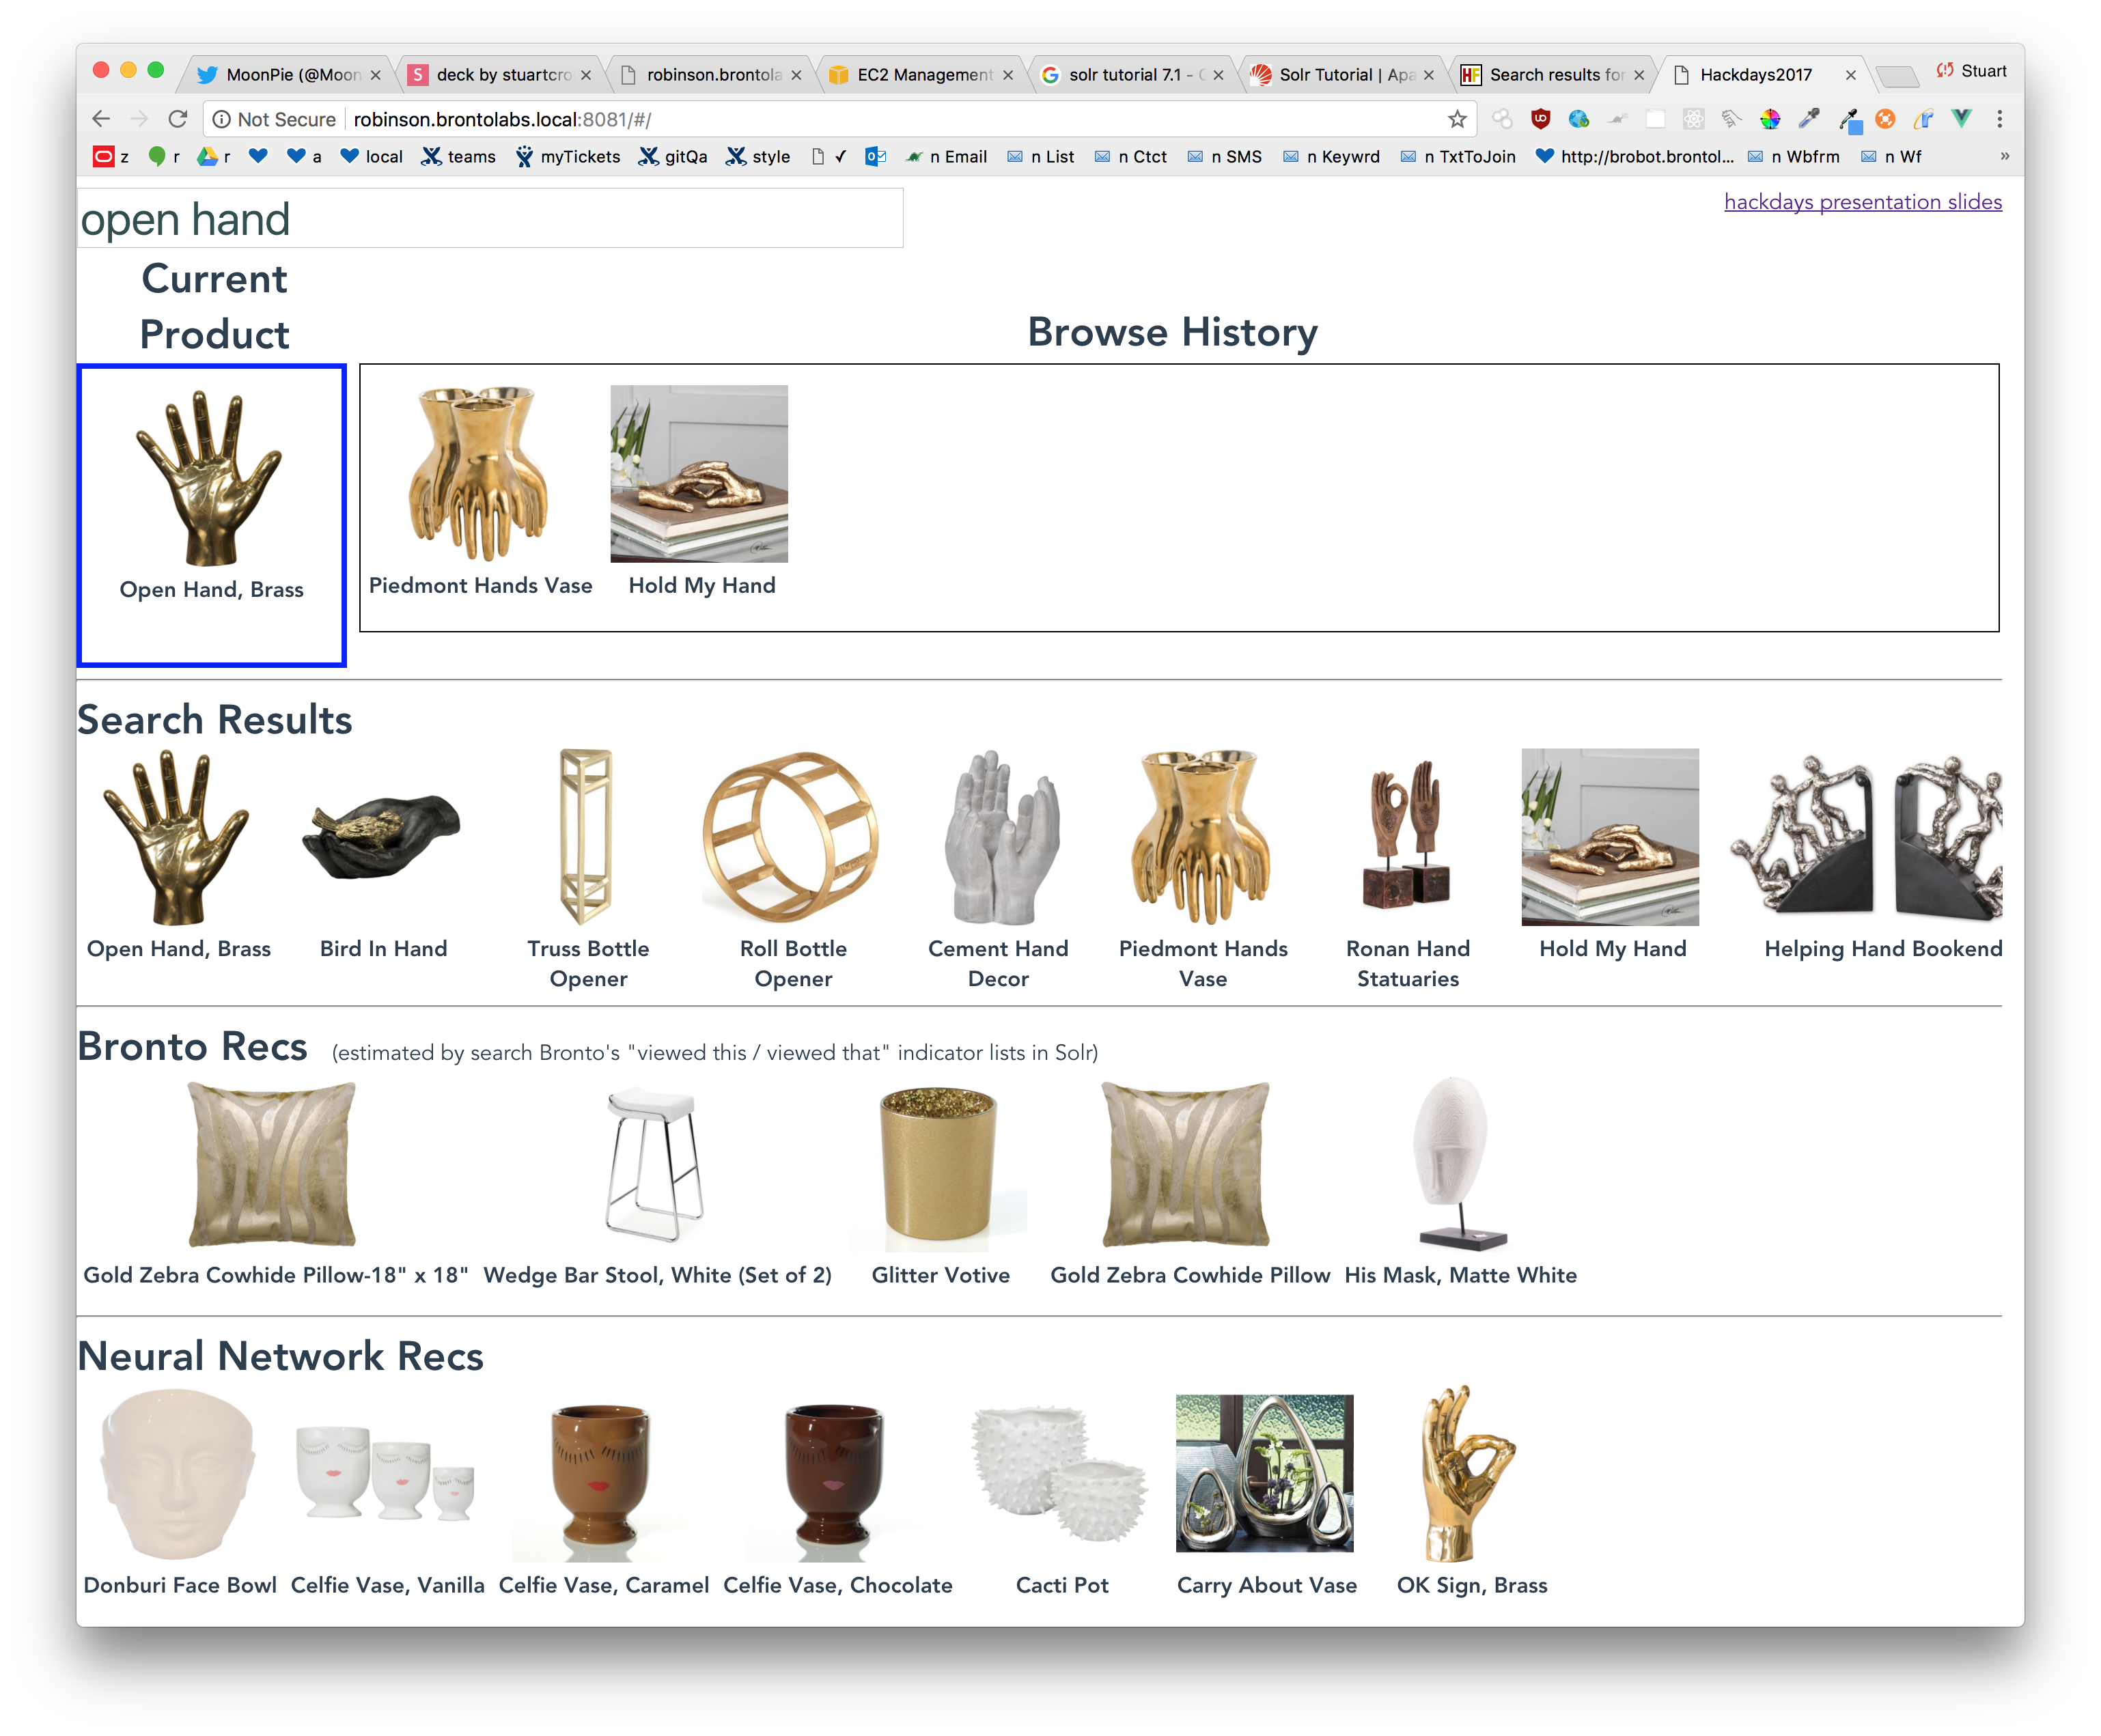 MoonPie (@Moon
deck by stuartcro
robinson.brontola
EC2 Management
solr tutorial 7.1 - G
Solr Tutorial | Apa
Search results for
Hackdays2017
Stuart
Not Secure
robinson.brontolabs.local:8081/#/
z
r
r
a
local
teams
myTickets
gitQa
style
✓
n Email
n List
n Ctct
n SMS
n Keywrd
n TxtToJoin
http://brobot.brontol...
n Wbfrm
n Wf
»
open hand
hackdays presentation slides
Current
Product
Browse History
Open Hand, Brass
Piedmont Hands Vase
Hold My Hand
Search Results
Open Hand, Brass
Bird In Hand
Truss Bottle
Opener
Roll Bottle
Opener
Cement Hand
Decor
Piedmont Hands
Vase
Ronan Hand
Statuaries
Hold My Hand
Helping Hand Bookend
Bronto Recs (estimated by search Bronto's "viewed this / viewed that" indicator lists in Solr)
Gold Zebra Cowhide Pillow-18" x 18"
Wedge Bar Stool, White (Set of 2)
Glitter Votive
Gold Zebra Cowhide Pillow
His Mask, Matte White
Neural Network Recs
Donburi Face Bowl
Celfie Vase, Vanilla
Celfie Vase, Caramel
Celfie Vase, Chocolate
Cacti Pot
Carry About Vase
OK Sign, Brass